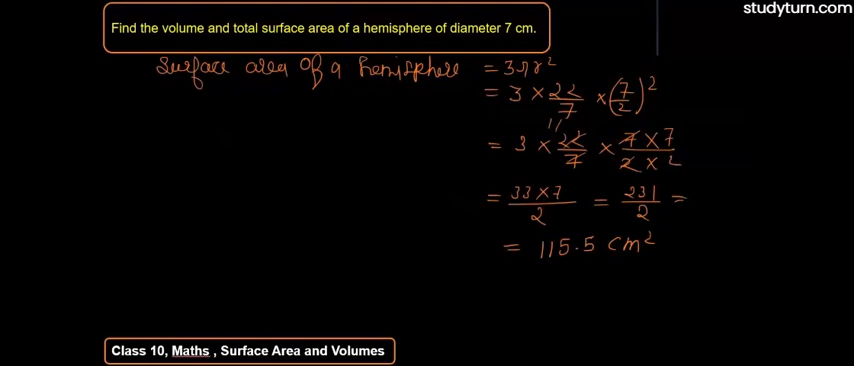 studyturn.com
Find the volume and total surface area of a hemisphere of diameter 7 cm.
Surface area of a hemisphere = 3πr²
= 3 × 22/7 × (7/2)²
= 3 × 22/7 × 7×7/2×2
11
= 33×7/2 = 231/2 =
= 115.5 cm²
Class 10, Maths , Surface Area and Volumes